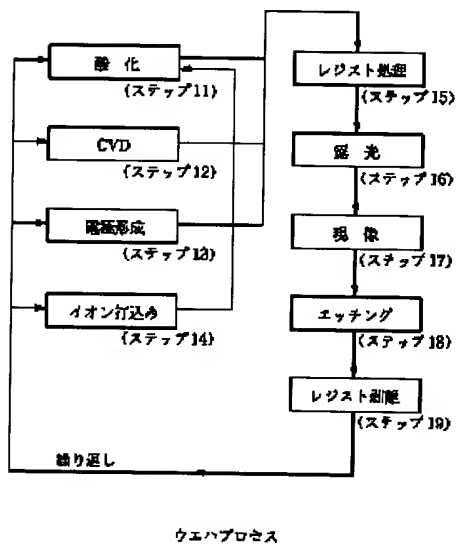 酸化
(ステップ11)
CVD
(ステップ12)
電極形成
(ステップ13)
イオン打込み
(ステップ14)
レジスト処理
(ステップ15)
露光
(ステップ16)
現像
(ステップ17)
エッチング
(ステップ18)
レジスト剥離
(ステップ19)
繰り返し
ウエハプロセス